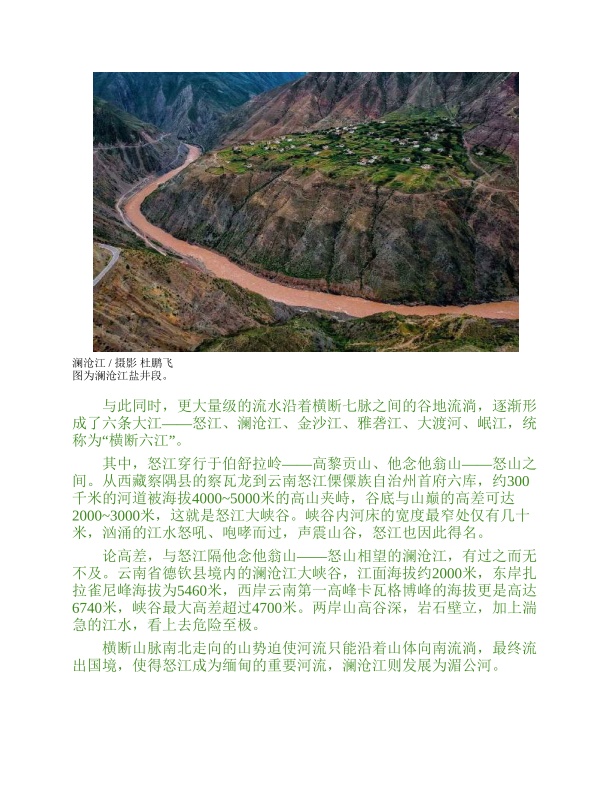 澜沧江 / 摄影 杜鹏飞
图为澜沧江盐井段。
与此同时，更大量级的流水沿着横断七脉之间的谷地流淌，逐渐形
成了六条大江——怒江、澜沧江、金沙江、雅砻江、大渡河、岷江，统
称为“横断六江”。
其中，怒江穿行于伯舒拉岭——高黎贡山、他念他翁山——怒山之
间。从西藏察隅县的察瓦龙到云南怒江傈僳族自治州首府六库，约300
千米的河道被海拔4000~5000米的高山夹峙，谷底与山巅的高差可达
2000~3000米，这就是怒江大峡谷。峡谷内河床的宽度最窄处仅有几十
米，汹涌的江水怒吼、咆哮而过，声震山谷，怒江也因此得名。
论高差，与怒江隔他念他翁山——怒山相望的澜沧江，有过之而无
不及。云南省德钦县境内的澜沧江大峡谷，江面海拔约2000米，东岸扎
拉雀尼峰海拔为5460米，西岸云南第一高峰卡瓦格博峰的海拔更是高达
6740米，峡谷最大高差超过4700米。两岸山高谷深，岩石壁立，加上湍
急的江水，看上去危险至极。
横断山脉南北走向的山势迫使河流只能沿着山体向南流淌，最终流
出国境，使得怒江成为缅甸的重要河流，澜沧江则发展为湄公河。